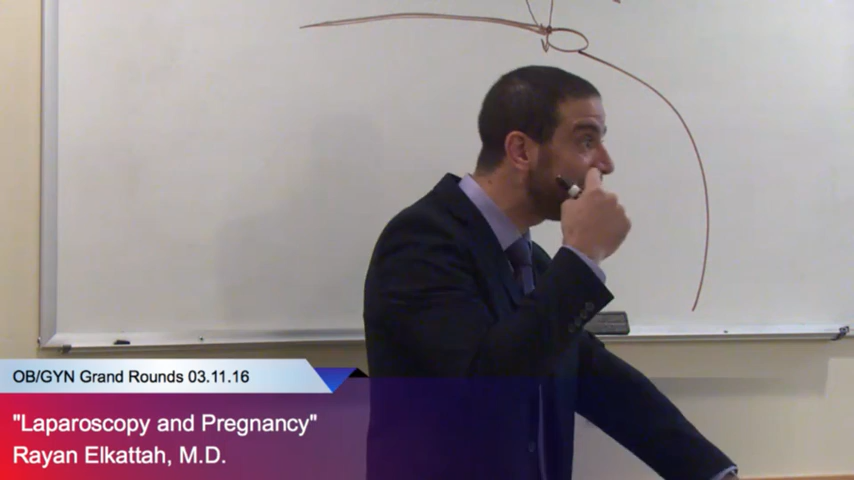 OB/GYN Grand Rounds 03.11.16
"Laparoscopy and Pregnancy"
Rayan Elkattah, M.D.